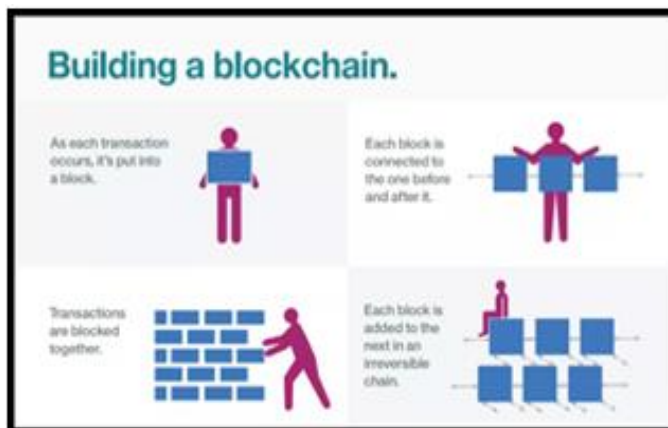 Building a blockchain.
As each transaction
occurs, it's put into
a block.
Each block is
connected to
the one before
and after it.
Transactions
are blocked
together.
Each block is
added to the
next in an
irreversible
chain.